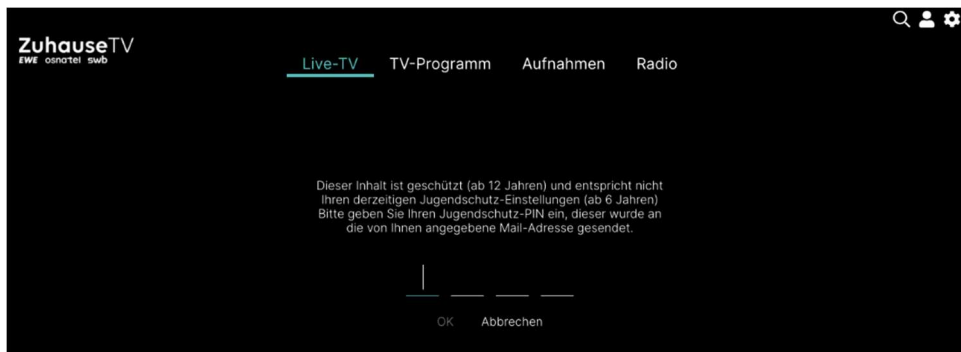 ZuhauseTV
EWE osnatel swb
Live-TV TV-Programm Aufnahmen Radio
Dieser Inhalt ist geschützt (ab 12 Jahren) und entspricht nicht
Ihren derzeitigen Jugendschutz-Einstellungen (ab 6 Jahren)
Bitte geben Sie Ihren Jugendschutz-PIN ein, dieser wurde an
die von Ihnen angegebene Mail-Adresse gesendet.
OK Abbrechen